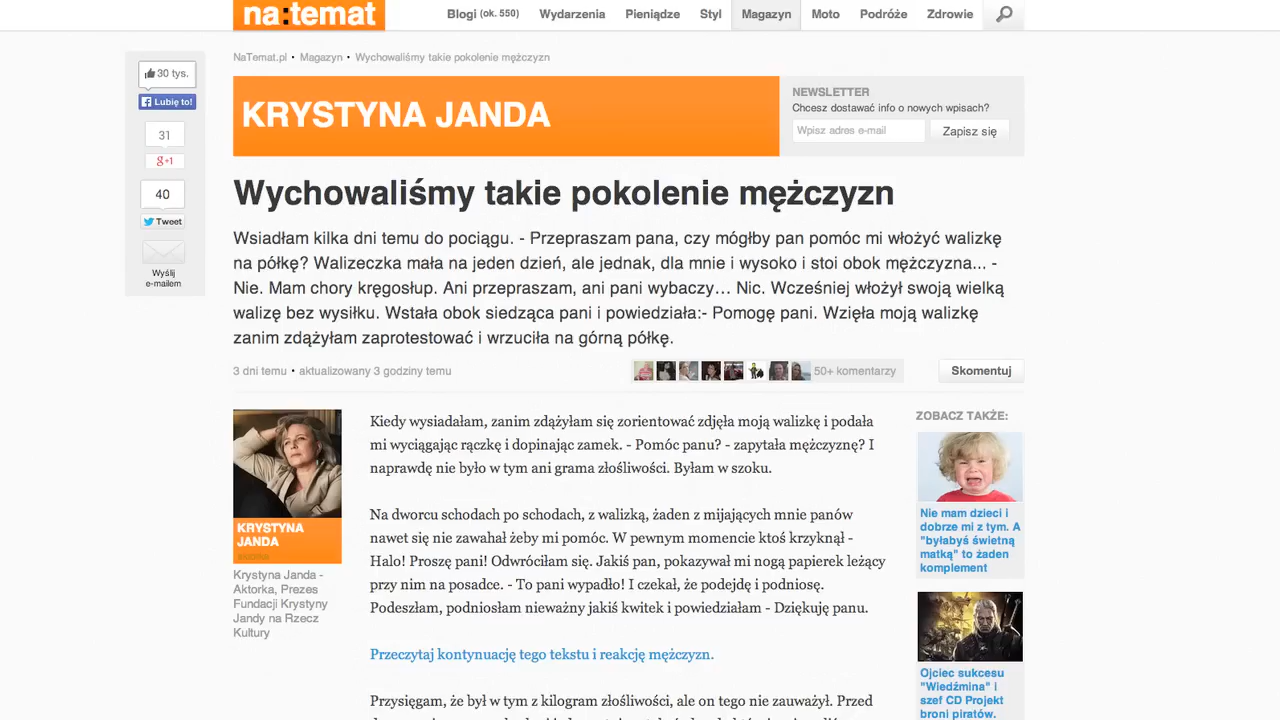 na:temat
Blogi (ok. 550) Wydarzenia Pieniądze Styl Magazyn Moto Podróże Zdrowie
NaTemat.pl • Magazyn • Wychowaliśmy takie pokolenie mężczyzn
30 tys.
Lubię to!
31
+1
40
Tweet
Wyślij
e-mailem
KRYSTYNA JANDA
NEWSLETTER
Chcesz dostawać info o nowych wpisach?
Wpisz adres e-mail Zapisz się
Wychowaliśmy takie pokolenie mężczyzn
Wsiadłam kilka dni temu do pociągu. - Przepraszam pana, czy mógłby pan pomóc mi włożyć walizkę
na półkę? Walizeczka mała na jeden dzień, ale jednak, dla mnie i wysoko i stoi obok mężczyzna... -
Nie. Mam chory kręgosłup. Ani przepraszam, ani pani wybaczy… Nic. Wcześniej włożył swoją wielką
walizę bez wysiłku. Wstała obok siedząca pani i powiedziała:- Pomogę pani. Wzięła moją walizkę
zanim zdążyłam zaprotestować i wrzuciła na górną półkę.
3 dni temu • aktualizowany 3 godziny temu
50+ komentarzy
Skomentuj
KRYSTYNA
JANDA
Krystyna Janda -
Aktorka, Prezes
Fundacji Krystyny
Jandy na Rzecz
Kultury
Kiedy wysiadałam, zanim zdążyłam się zorientować zdjęła moją walizkę i podała
mi wyciągając rączkę i dopinając zamek. - Pomóc panu? - zapytała mężczyznę? I
naprawdę nie było w tym ani grama złośliwości. Byłam w szoku.
Na dworcu schodach po schodach, z walizką, żaden z mijających mnie panów
nawet się nie zawahał żeby mi pomóc. W pewnym momencie ktoś krzyknął -
Halo! Proszę pani! Odwróciłam się. Jakiś pan, pokazywał mi nogą papierek leżący
przy nim na posadce. - To pani wypadło! I czekał, że podejdę i podniosę.
Podeszłam, podniosłam nieważny jakiś kwitek i powiedziałam - Dziękuję panu.
Przeczytaj kontynuację tego tekstu i reakcję mężczyzn.
Przysięgam, że był w tym z kilogram złośliwości, ale on tego nie zauważył. Przed
ZOBACZ TAKŻE:
Nie mam dzieci i
dobrze mi z tym. A
"byłabyś świetną
matką" to żaden
komplement
Ojciec sukcesu
"Wiedźmina" i
szef CD Projekt
broni piratów.